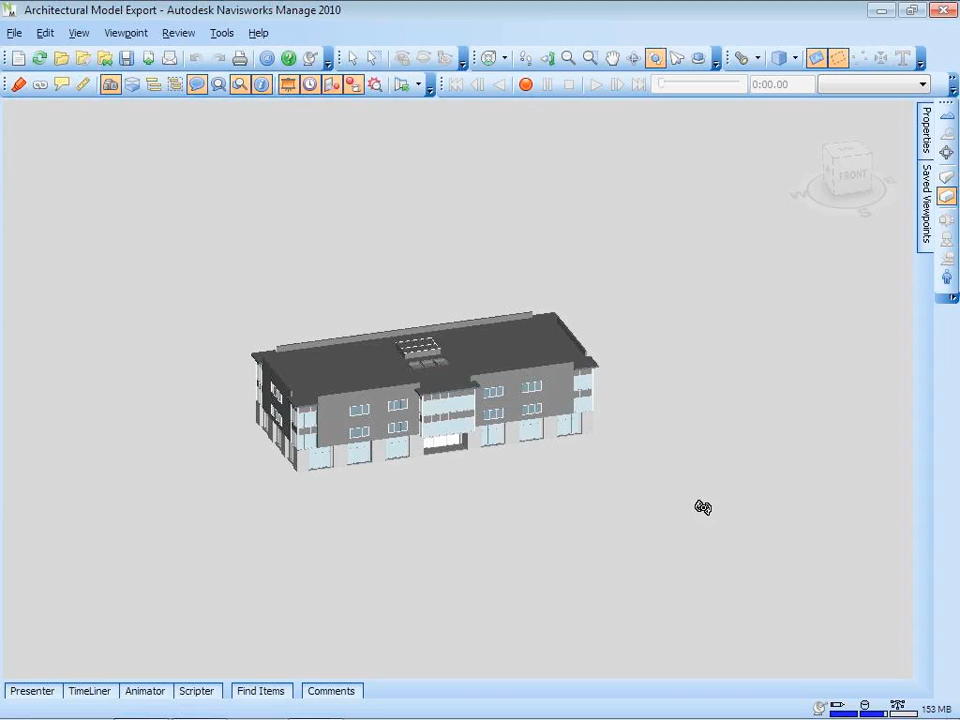 Architectural Model Export - Autodesk Navisworks Manage 2010
File Edit View Viewpoint Review Tools Help
0:00.00
Properties
Saved Viewpoints
FRONT
W
S
Presenter TimeLiner Animator Scripter Find Items Comments
153 MB